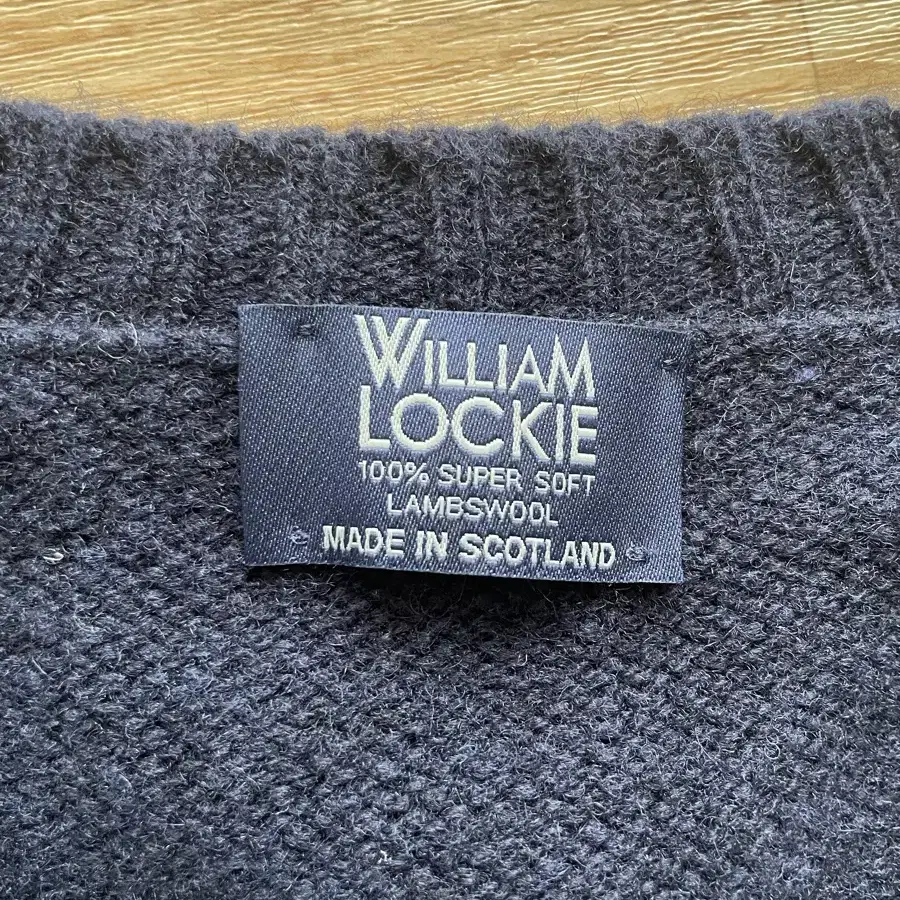 WILLIAM
LOCKIE
100% SUPER SOFT
LAMBSWOOL
MADE IN SCOTLAND